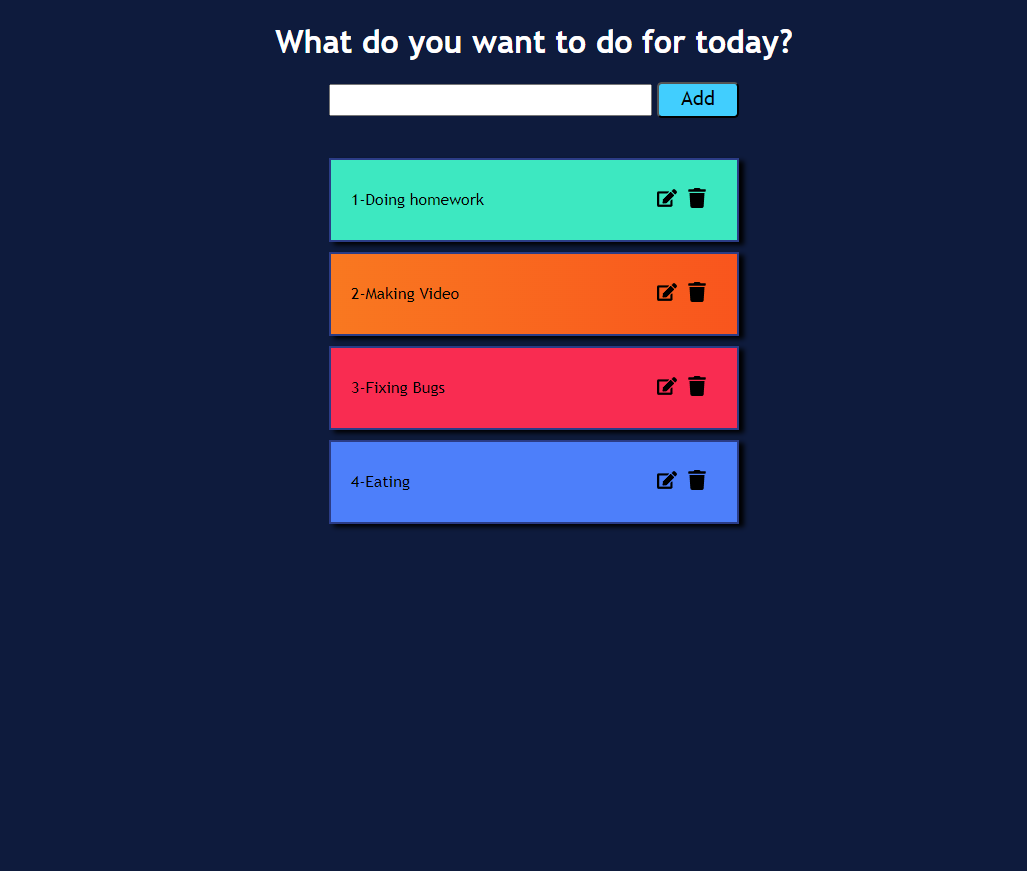 What do you want to do for today?
Add
1-Doing homework
2-Making Video
3-Fixing Bugs
4-Eating